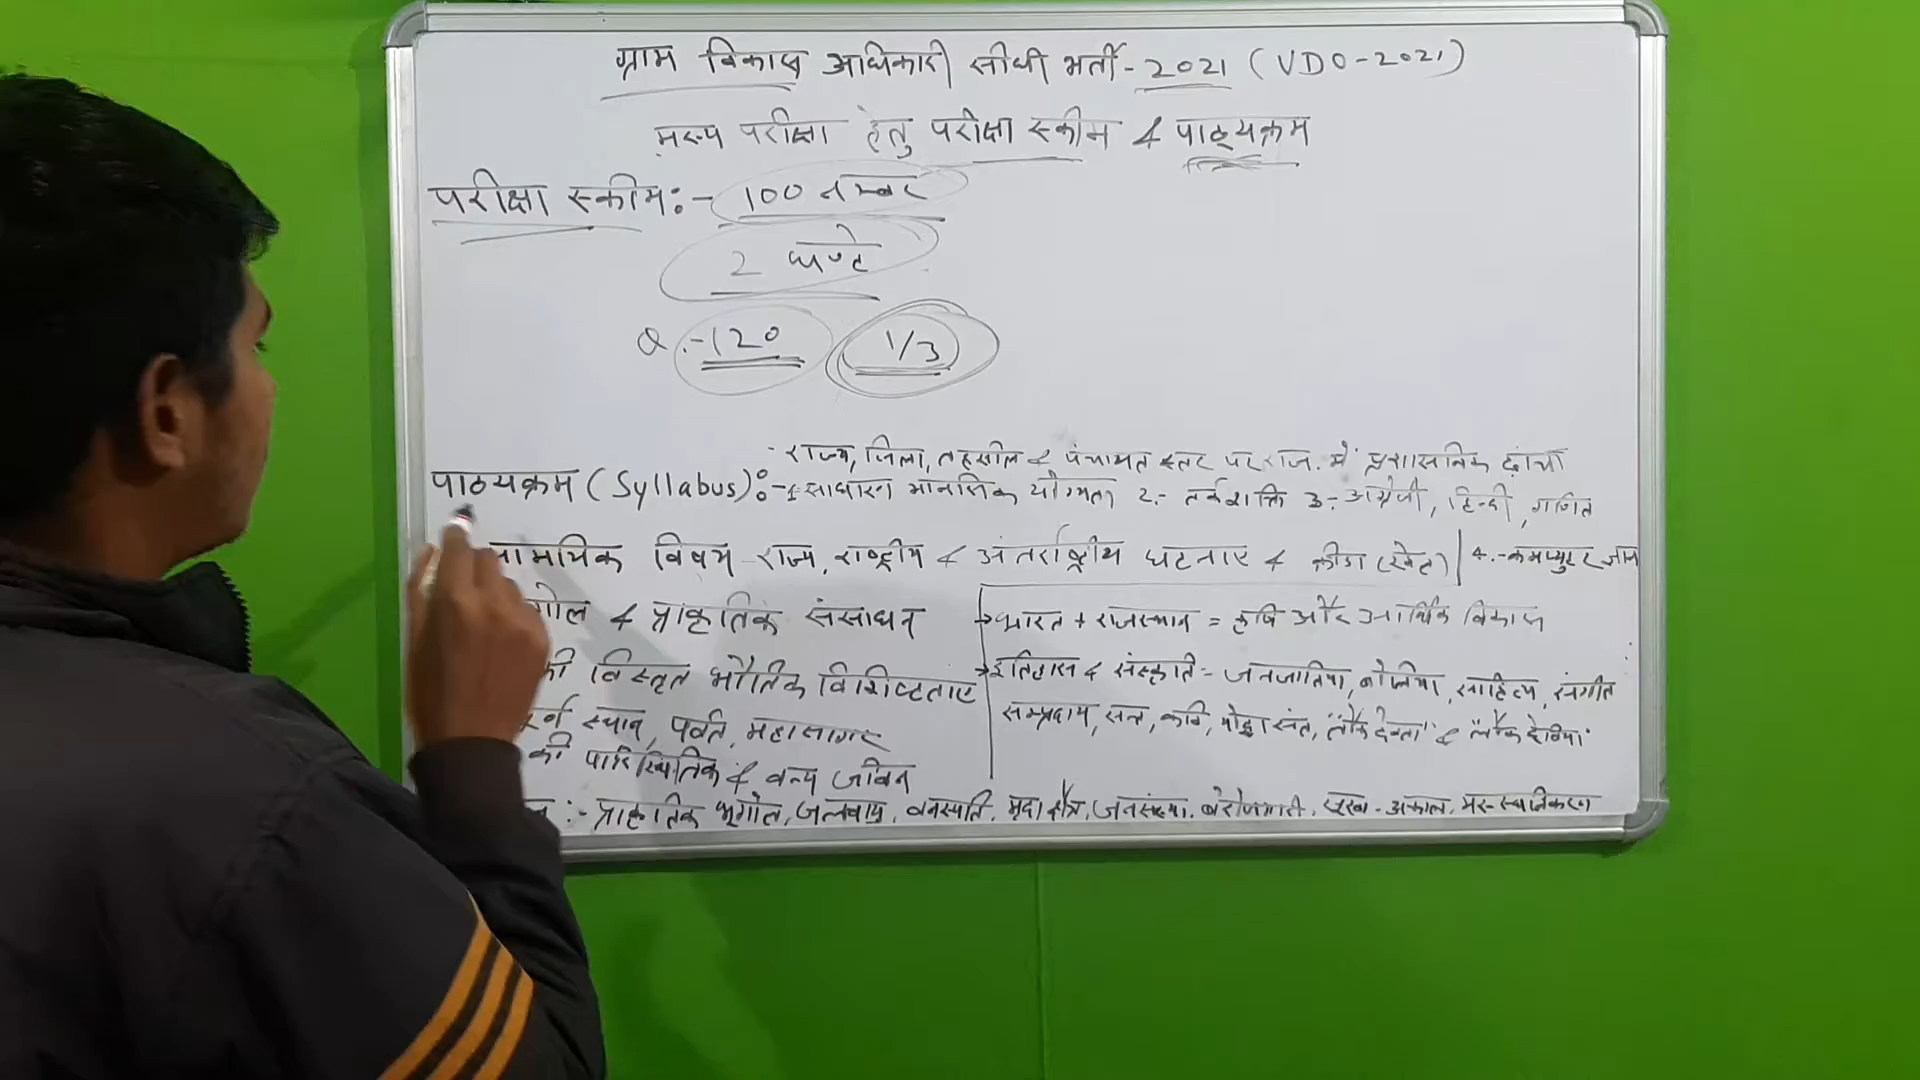 ग्राम विकास अधिकारी सीधी भर्ती - 2021 (VDO - 2021)
मुख्य परीक्षा हेतु परीक्षा स्कीम & पाठ्यक्रम
परीक्षा स्कीम :- 100 नम्बर
2 घण्टे
Q.-120 1/3
- राज्य, जिला, तहसील & पंचायत स्तर पर राज. में प्रशासनिक ढांचा
पाठ्यक्रम (Syllabus):- 1 साधारण मानसिक योग्यता 2.- तर्कशक्ति 3.- अंग्रेजी, हिन्दी, गणित
सामयिक विषय - राज्य, राष्ट्रीय & अंतर्राष्ट्रीय घटनाएं & क्रीडा (खेल) | 4.- कम्प्युटर ज्ञान
गोल & प्राकृतिक संसाधन
की विस्तृत भौतिक विशिष्टताएं
र्ण स्थान, पर्वत, महासागर
की पारिस्थितिक & वन्य जीवन
→ भारत + राजस्थान = कृषि और आर्थिक विकास
→ इतिहास & संस्कृति - जनजातिया, बोलिया, साहित्य, संगीत
सम्प्रदाय, सन्त, कवि, योद्धा संत, "लोक देवता" & "लोक देविया"
:- प्राकृतिक भूगोल, जलवायु, वनस्पति, मृदा क्षेत्र, जनसंख्या, बेरोजगारी, सूखा - अकाल, मरुस्थलिकरण